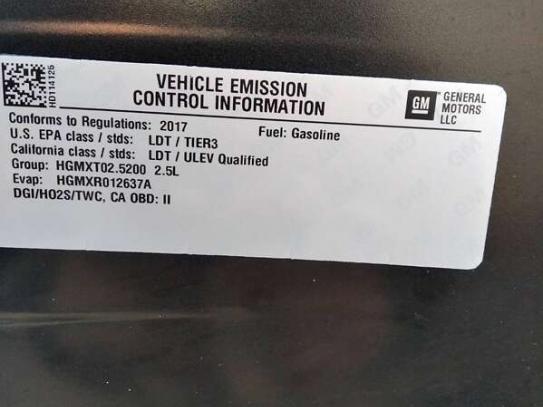 HD114126
VEHICLE EMISSION
CONTROL INFORMATION
GM GENERAL
MOTORS
LLC
Conforms to Regulations: 2017 Fuel: Gasoline
U.S. EPA class / stds: LDT / TIER3
California class / stds: LDT / ULEV Qualified
Group: HGMXT02.5200 2.5L
Evap: HGMXR012637A
DGI/HO2S/TWC, CA OBD: II